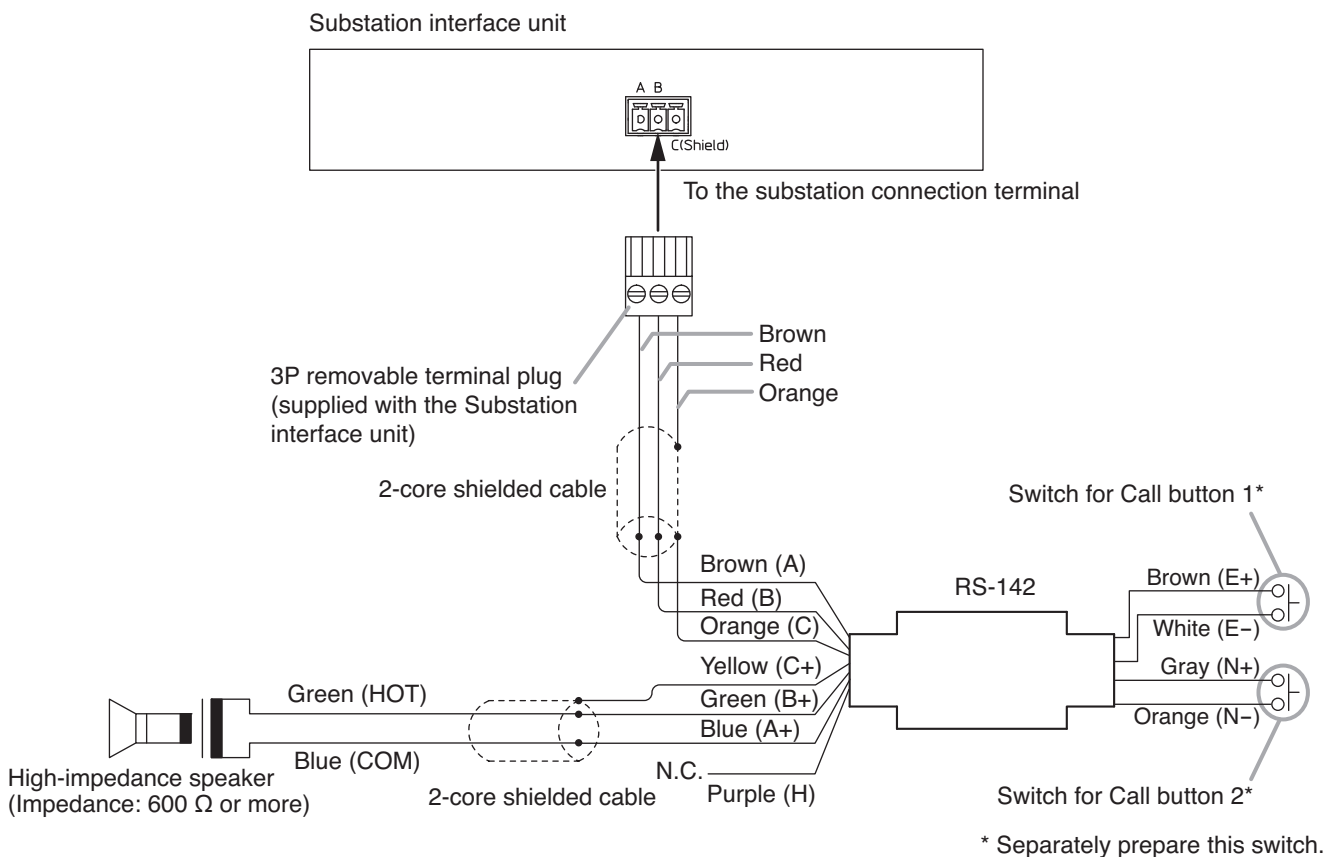 Substation interface unit
A B
C(Shield)
To the substation connection terminal
Brown
Red
Orange
3P removable terminal plug
(supplied with the Substation
interface unit)
2-core shielded cable
Switch for Call button 1*
Brown (A)
Red (B)
Orange (C)
Yellow (C+)
Green (B+)
Blue (A+)
N.C.
Purple (H)
RS-142
Brown (E+)
White (E−)
Gray (N+)
Orange (N−)
Green (HOT)
Blue (COM)
High-impedance speaker
(Impedance: 600 Ω or more)
2-core shielded cable
Switch for Call button 2*
* Separately prepare this switch.